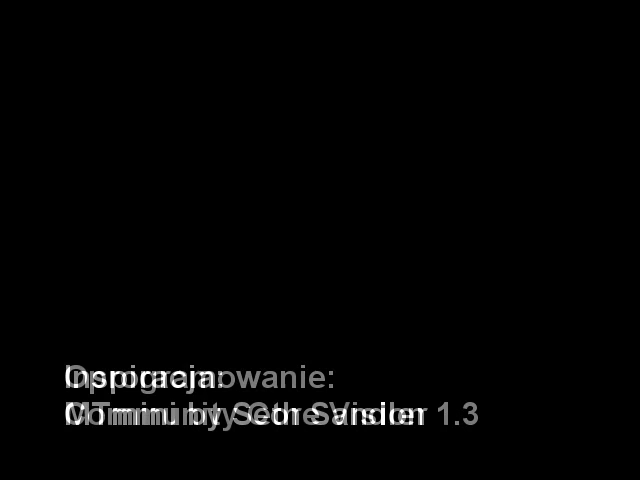 Inspiracja:
MTmini by Seth Sandler
Oprogramowanie:
Community Core Vision 1.3